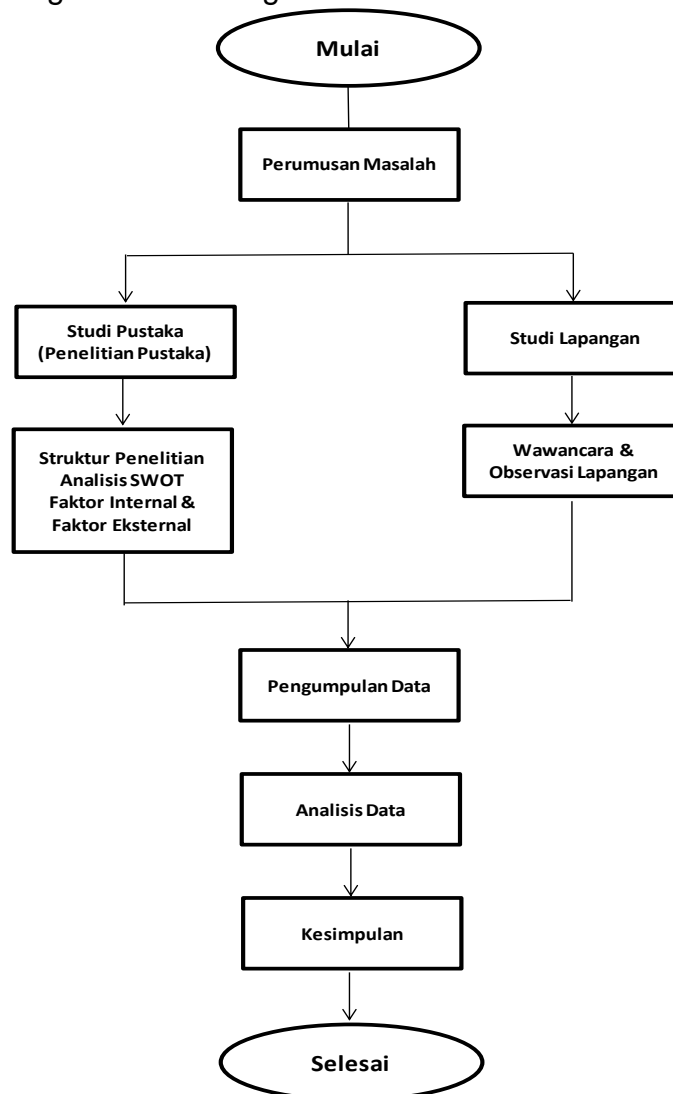 Mulai
Perumusan Masalah
Studi Pustaka
(Penelitian Pustaka)
Studi Lapangan
Struktur Penelitian
Analisis SWOT
Faktor Internal &
Faktor Eksternal
Wawancara &
Observasi Lapangan
Pengumpulan Data
Analisis Data
Kesimpulan
Selesai